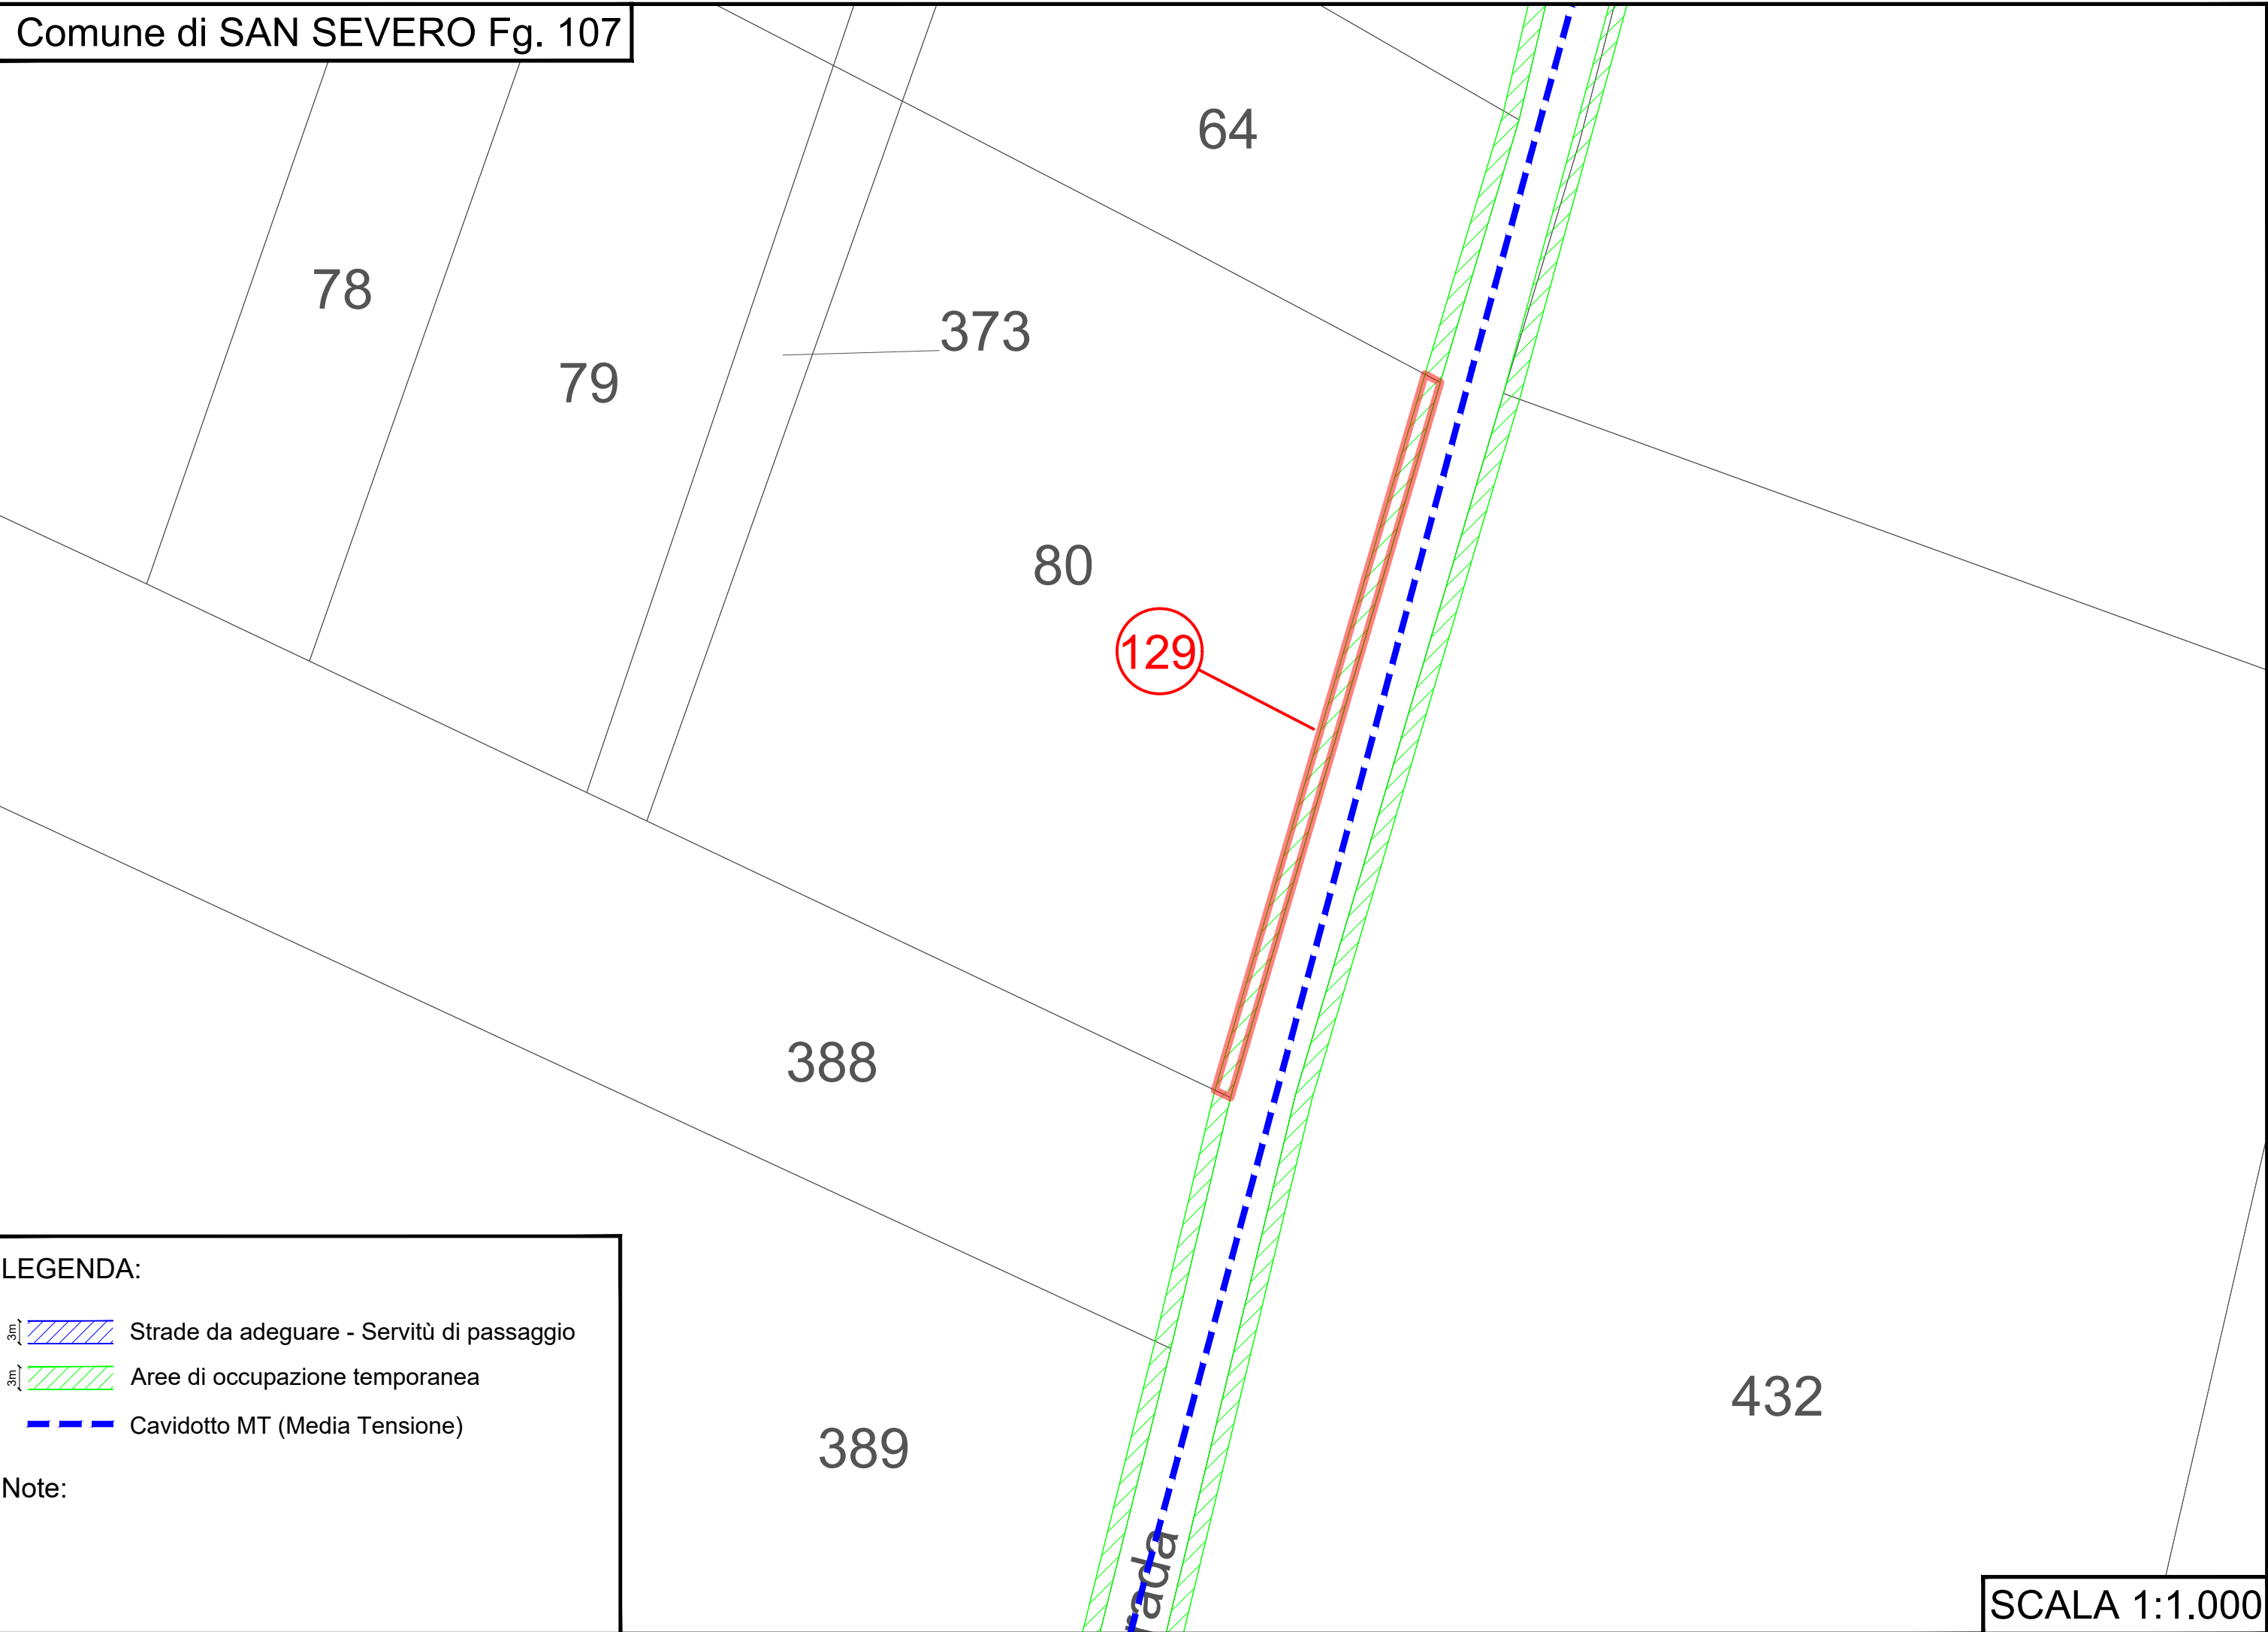 Comune di SAN SEVERO Fg. 107
64
78
373
79
80
129
388
LEGENDA:
3m Strade da adeguare - Servitù di passaggio
3m Aree di occupazione temporanea
Cavidotto MT (Media Tensione)
Note:
389
432
rada
SCALA 1:1.000